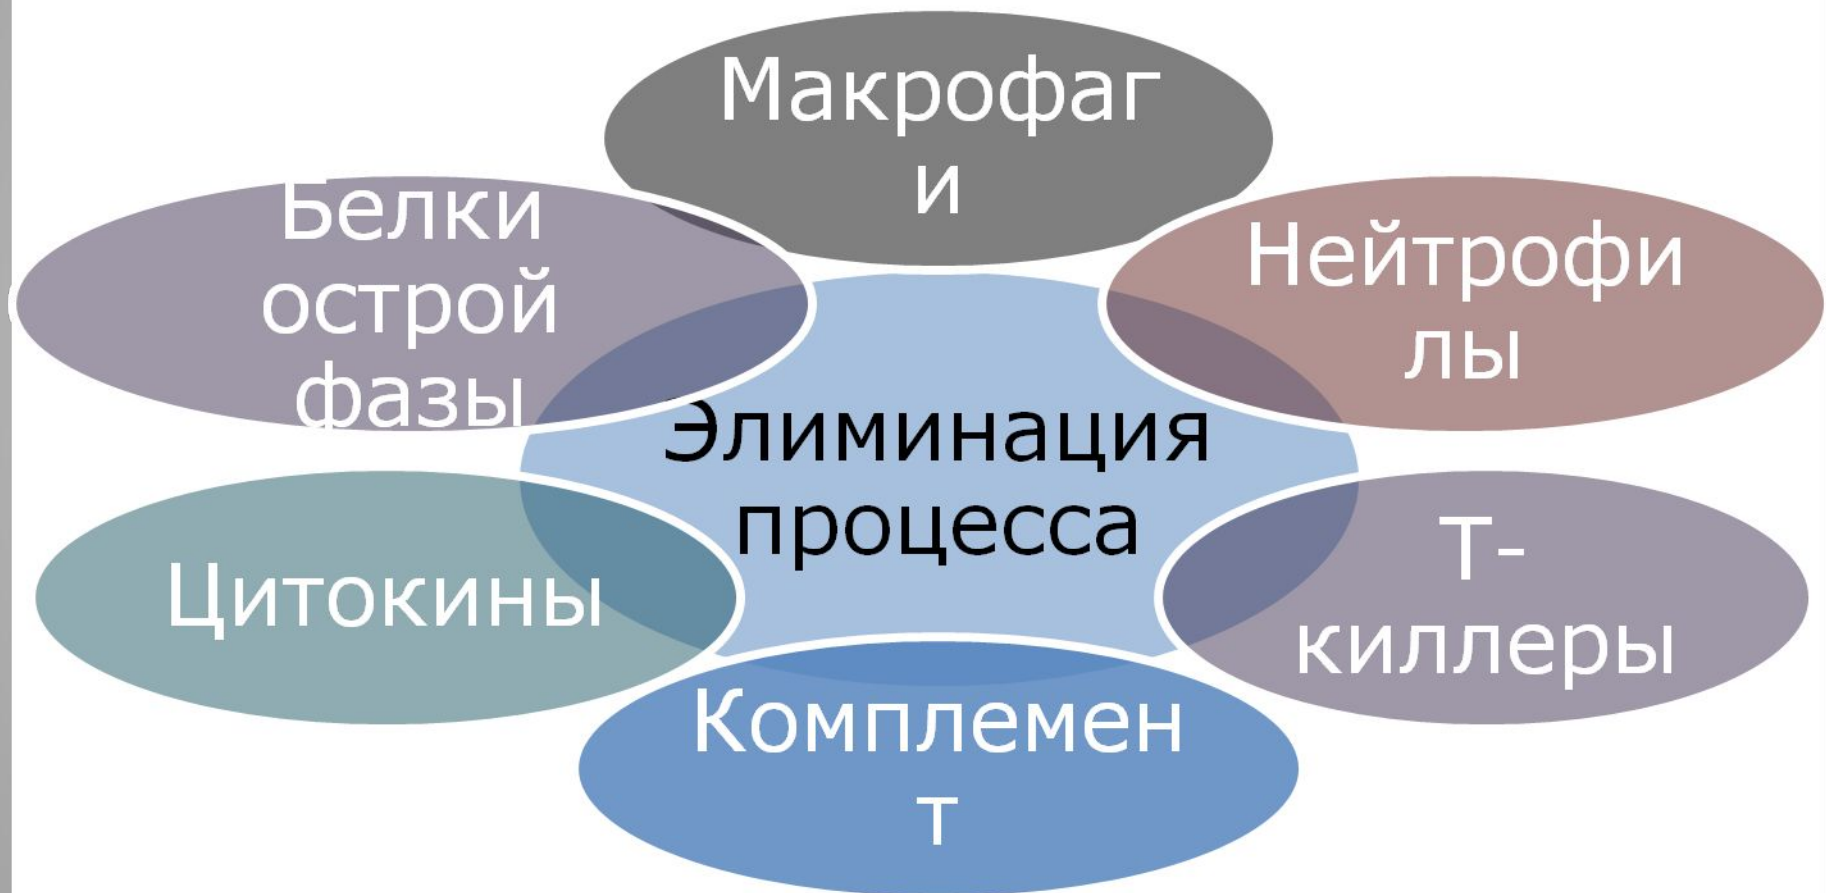 Макрофаг
и
Белки
острой
фазы
Нейтрофи
лы
Элиминация
процесса
Цитокины
Т-
киллеры
Комплемен
т